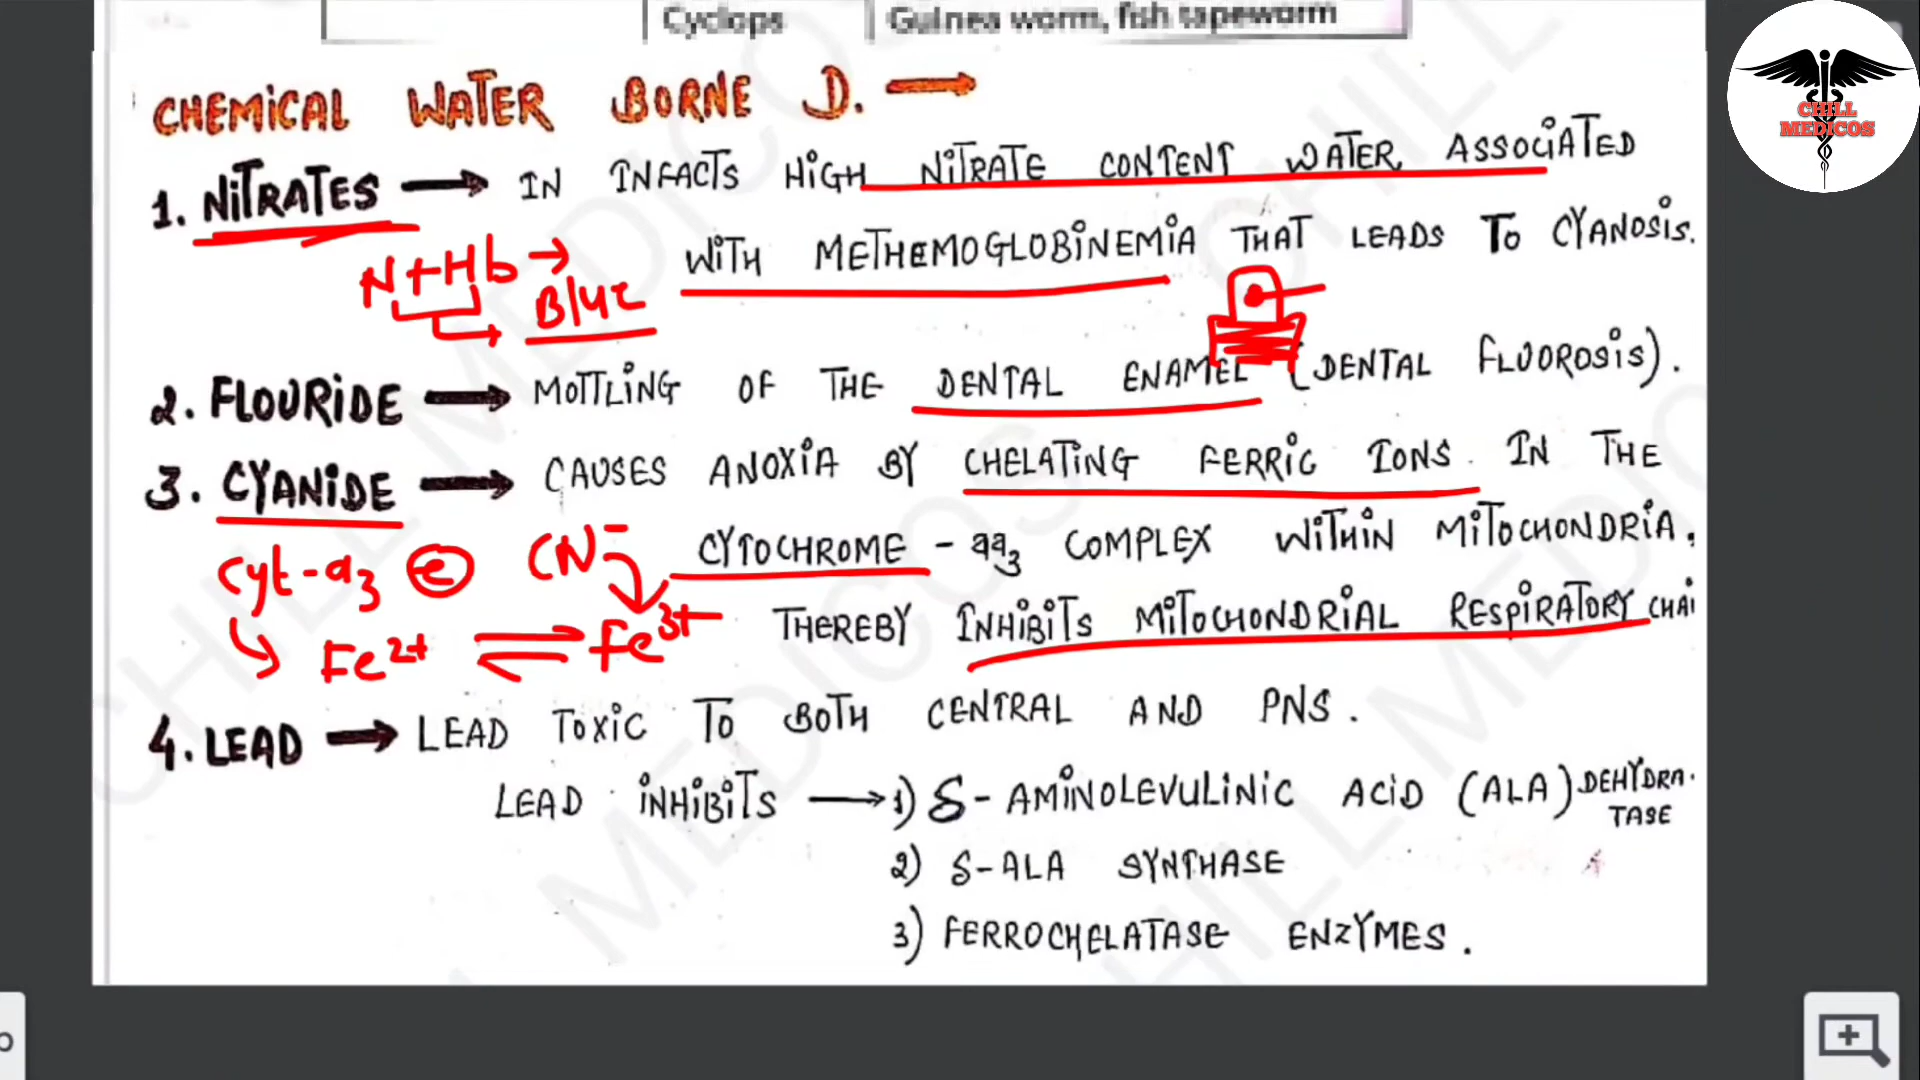 Cyclops Guinea worm, fish tapeworm
CHEMICAL WATER BORNE D. →
CHILL
MEDICOS
1. NITRATES → IN INFACTS HIGH NITRATE CONTENT WATER ASSOCIATED
WITH METHEMOGLOBINEMIA THAT LEADS TO CYANOSIS.
N+Hb →
Blue
2. FLOURIDE → MOTTLING OF THE DENTAL ENAMEL (DENTAL FLUOROSIS).
3. CYANIDE → CAUSES ANOXIA BY CHELATING FERRIC IONS IN THE
CYTOCHROME - aa3 COMPLEX WITHIN MITOCHONDRIA.
Cyt-a3 e CN-
THEREBY INHIBITS MITOCHONDRIAL RESPIRATORY CHAI
Fe2+ ⇌ Fe3+
4. LEAD → LEAD TOXIC TO BOTH CENTRAL AND PNS.
LEAD INHIBITS → 1) δ- AMINOLEVULINIC ACID (ALA) DEHYDRA.
TASE
2) δ-ALA SYNTHASE
3) FERROCHELATASE ENZYMES.
CHILL MEDICOS